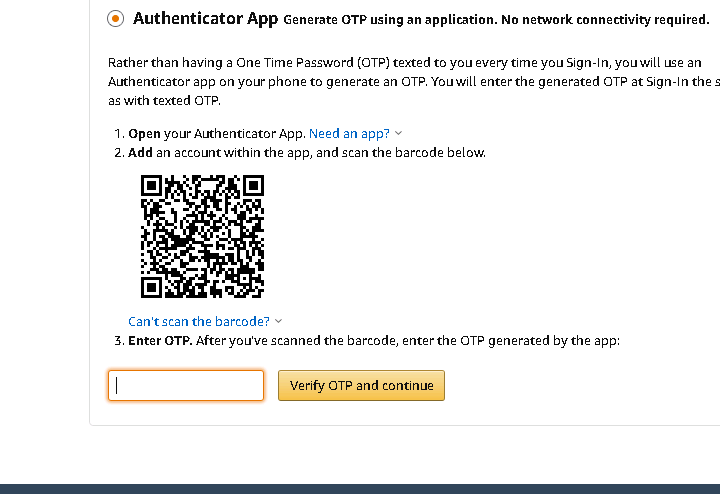 Authenticator App Generate OTP using an application. No network connectivity required.
Rather than having a One Time Password (OTP) texted to you every time you Sign-In, you will use an
Authenticator app on your phone to generate an OTP. You will enter the generated OTP at Sign-In the s
as with texted OTP.
1. Open your Authenticator App. Need an app?
2. Add an account within the app, and scan the barcode below.
Can't scan the barcode?
3. Enter OTP. After you've scanned the barcode, enter the OTP generated by the app:
Verify OTP and continue